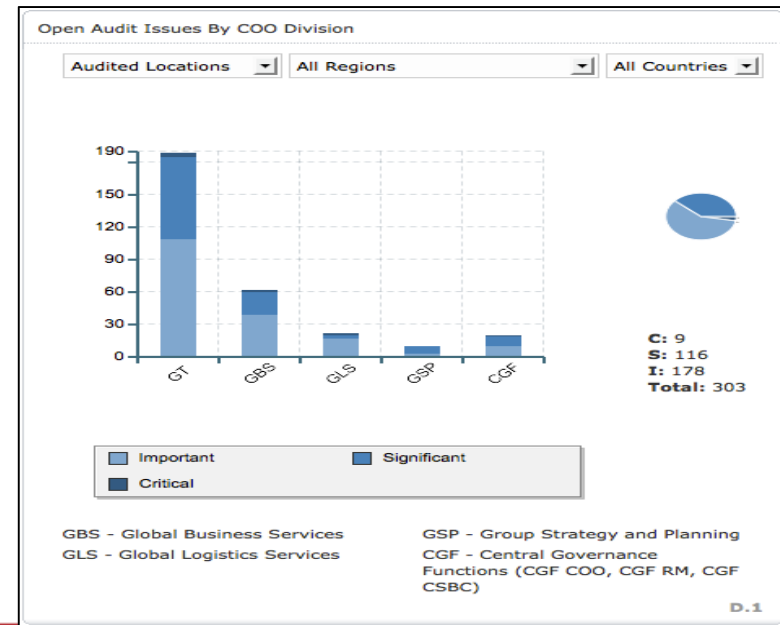 Open Audit Issues By COO Division
Audited Locations All Regions All Countries
190
150
120
90
60
30
0
GT GBS GLS GSP CGF
C: 9
S: 116
I: 178
Total: 303
Important Significant
Critical
GBS - Global Business Services
GLS - Global Logistics Services
GSP - Group Strategy and Planning
CGF - Central Governance
Functions (CGF COO, CGF RM, CGF
CSBC)
D.1